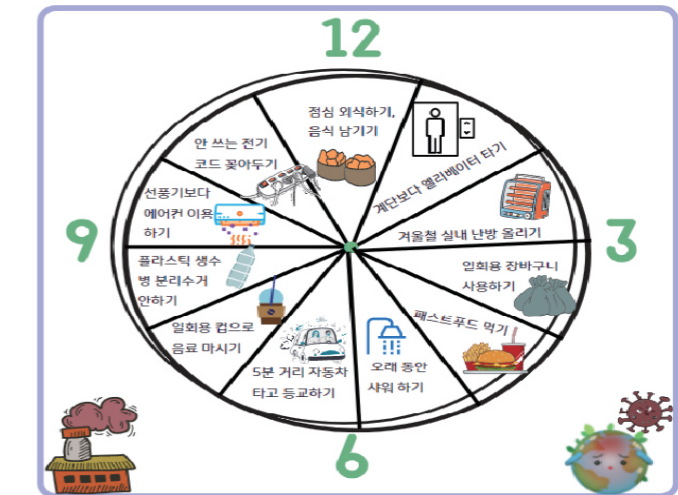 12
점심 외식하기,
음식 남기기
계단보다 엘리베이터 타기
겨울철 실내 난방 올리기
3
일회용 장바구니
사용하기
패스트푸드 먹기
오래 동안
샤워 하기
6
5분 거리 자동차
타고 등교하기
일회용 컵으로
음료 마시기
플라스틱 생수
병 분리수거
안하기
9
선풍기보다
에어컨 이용
하기
안 쓰는 전기
코드 꽂아두기